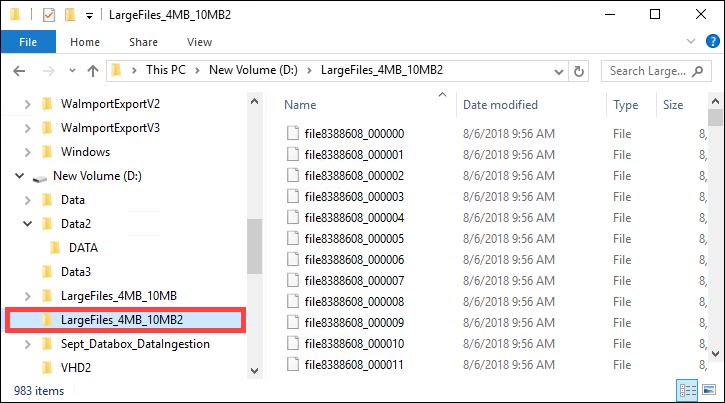 LargeFiles_4MB_10MB2
File Home Share View
This PC New Volume (D:) LargeFiles_4MB_10MB2 Search Large...
WaImportExportV2
WaImportExportV3
Windows
New Volume (D:)
Data
Data2
DATA
Data3
LargeFiles_4MB_10MB
LargeFiles_4MB_10MB2
Sept_Databox_DataIngestion
VHD2
Name Date modified Type Size
file8388608_000000 8/6/2018 9:56 AM File 8,
file8388608_000001 8/6/2018 9:56 AM File 8,
file8388608_000002 8/6/2018 9:56 AM File 8,
file8388608_000003 8/6/2018 9:56 AM File 8,
file8388608_000004 8/6/2018 9:56 AM File 8,
file8388608_000005 8/6/2018 9:56 AM File 8,
file8388608_000006 8/6/2018 9:56 AM File 8,
file8388608_000007 8/6/2018 9:56 AM File 8,
file8388608_000008 8/6/2018 9:56 AM File 8,
file8388608_000009 8/6/2018 9:56 AM File 8,
file8388608_000010 8/6/2018 9:56 AM File 8,
file8388608_000011 8/6/2018 9:56 AM File 8,
983 items